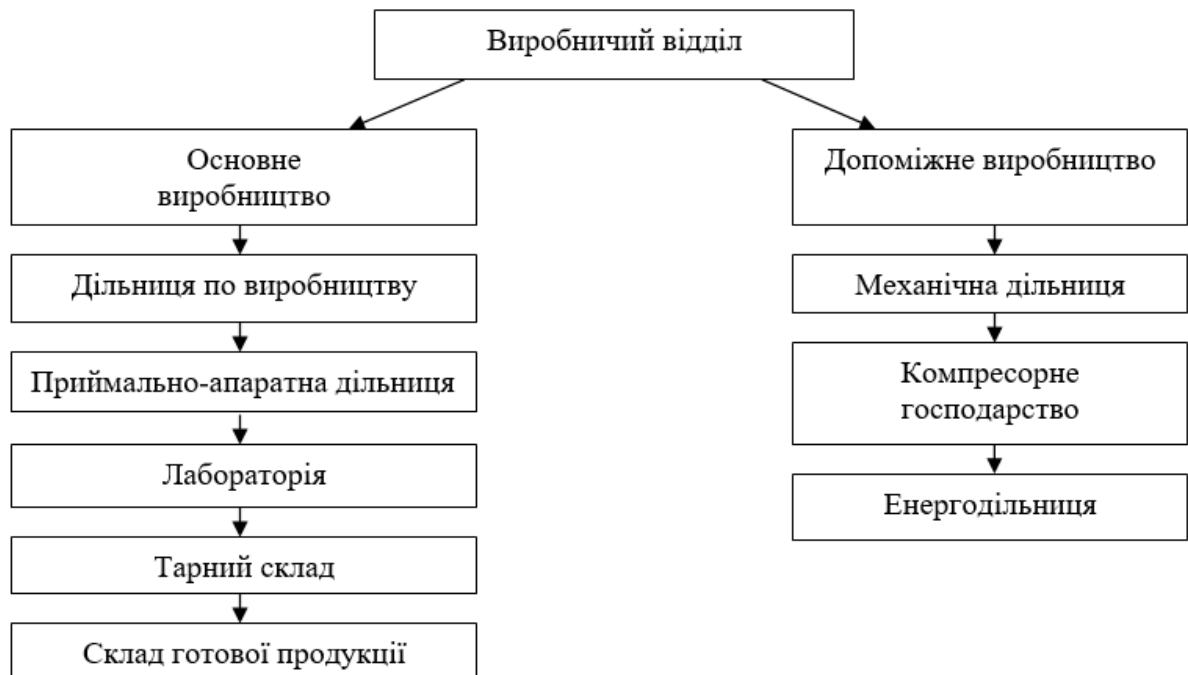 Виробничий відділ
Основне
виробництво
Дільниця по виробництву
Приймально-апаратна дільниця
Лабораторія
Тарний склад
Склад готової продукції
Допоміжне виробництво
Механічна дільниця
Компресорне
господарство
Енергодільниця